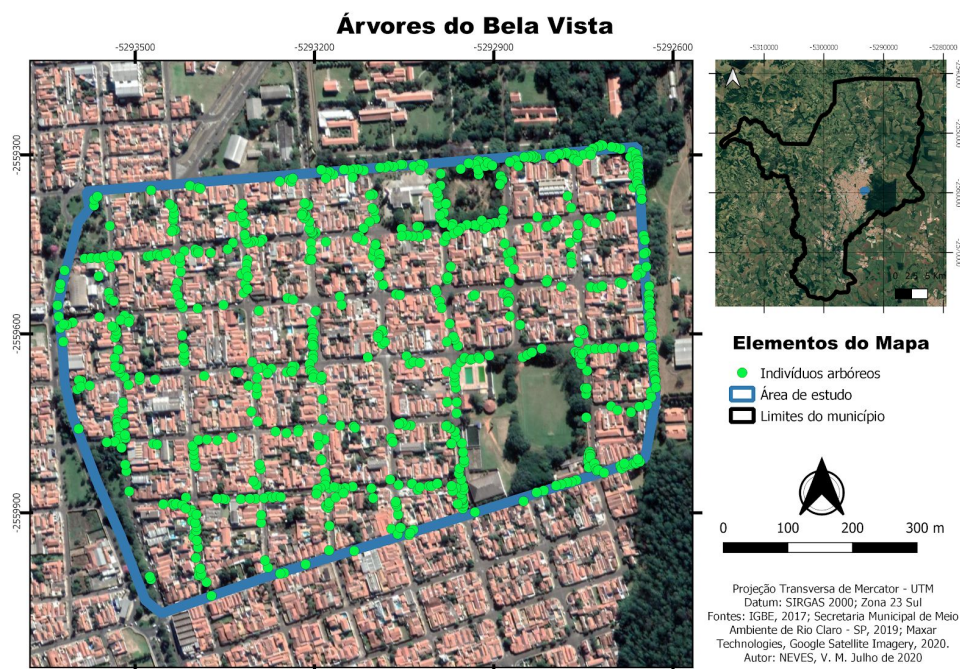 Árvores do Bela Vista
-5293500
-5293200
-5292900
-5292600
-2559300
-2559600
-2559900
-5310000
-5300000
-5290000
-5280000
Elementos do Mapa
Indivíduos arbóreos
Área de estudo
Limites do município
0 100 200 300 m
Projeção Transversa de Mercator - UTM
Datum: SIRGAS 2000; Zona 23 Sul
Fontes: IGBE, 2017; Secretaria Municipal de Meio
Ambiente de Rio Claro - SP, 2019; Maxar
Technologies, Google Satellite Imagery, 2020.
Autor: NEVES, V. M. Julho de 2020